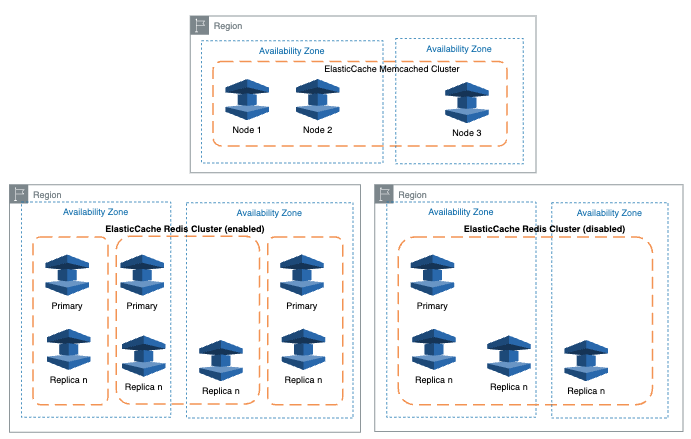 Region
Availability Zone
Availability Zone
ElasticCache Memcached Cluster
Node 1
Node 2
Node 3
Region
Availability Zone
Availability Zone
ElasticCache Redis Cluster (enabled)
Primary
Primary
Primary
Replica n
Replica n
Replica n
Replica n
Region
Availability Zone
Availability Zone
ElasticCache Redis Cluster (disabled)
Primary
Replica n
Replica n
Replica n